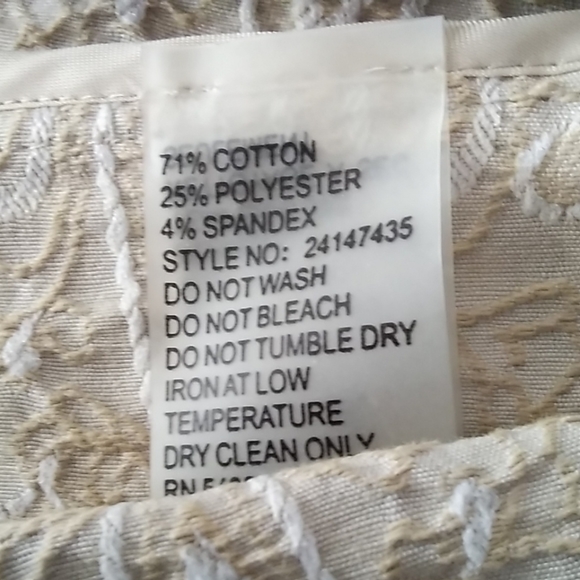 71% COTTON
25% POLYESTER
4% SPANDEX
STYLE NO: 24147435
DO NOT WASH
DO NOT BLEACH
DO NOT TUMBLE DRY
IRON AT LOW
TEMPERATURE
DRY CLEAN ONLY
RN